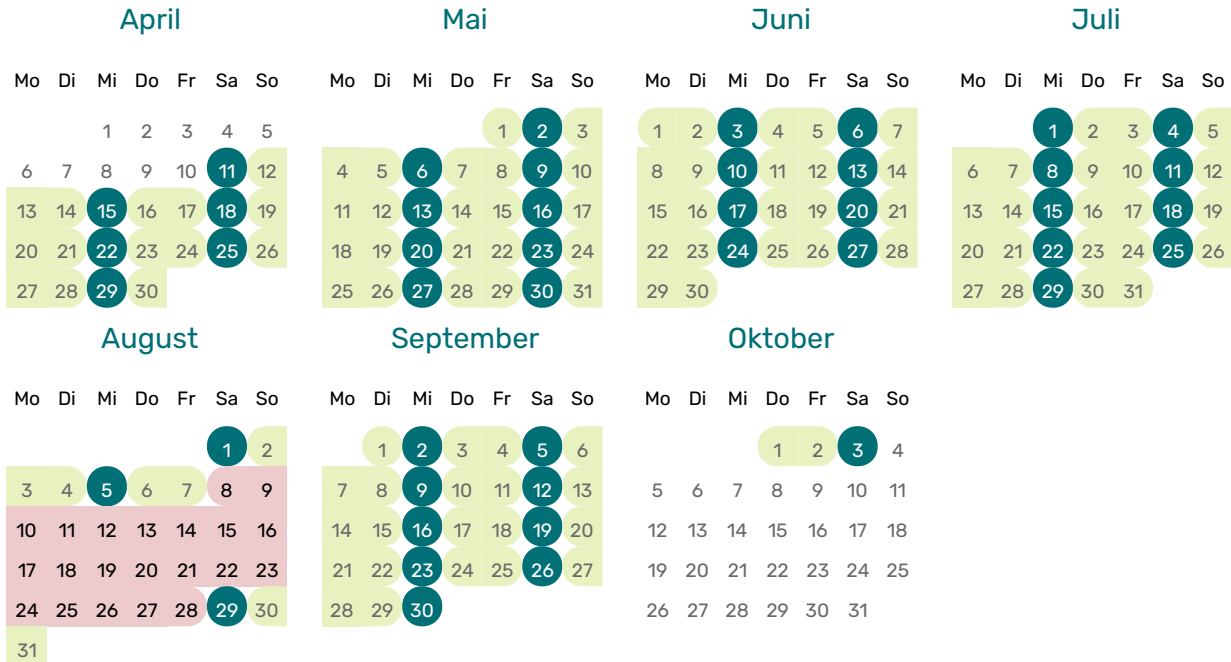 April Mai Juni Juli
Mo Di Mi Do Fr Sa So Mo Di Mi Do Fr Sa So Mo Di Mi Do Fr Sa So Mo Di Mi Do Fr Sa So
1 2 3 4 5 1 2 3 1 2 3 4 5 6 7 1 2 3 4 5
6 7 8 9 10 11 12 4 5 6 7 8 9 10 8 9 10 11 12 13 14 6 7 8 9 10 11 12
13 14 15 16 17 18 19 11 12 13 14 15 16 17 15 16 17 18 19 20 21 13 14 15 16 17 18 19
20 21 22 23 24 25 26 18 19 20 21 22 23 24 22 23 24 25 26 27 28 20 21 22 23 24 25 26
27 28 29 30 25 26 27 28 29 30 31 29 30 27 28 29 30 31
August September Oktober
Mo Di Mi Do Fr Sa So Mo Di Mi Do Fr Sa So Mo Di Mi Do Fr Sa So
1 2 1 2 3 4 5 6 1 2 3 4
3 4 5 6 7 8 9 7 8 9 10 11 12 13 5 6 7 8 9 10 11
10 11 12 13 14 15 16 14 15 16 17 18 19 20 12 13 14 15 16 17 18
17 18 19 20 21 22 23 21 22 23 24 25 26 27 19 20 21 22 23 24 25
24 25 26 27 28 29 30 28 29 30 26 27 28 29 30 31
31